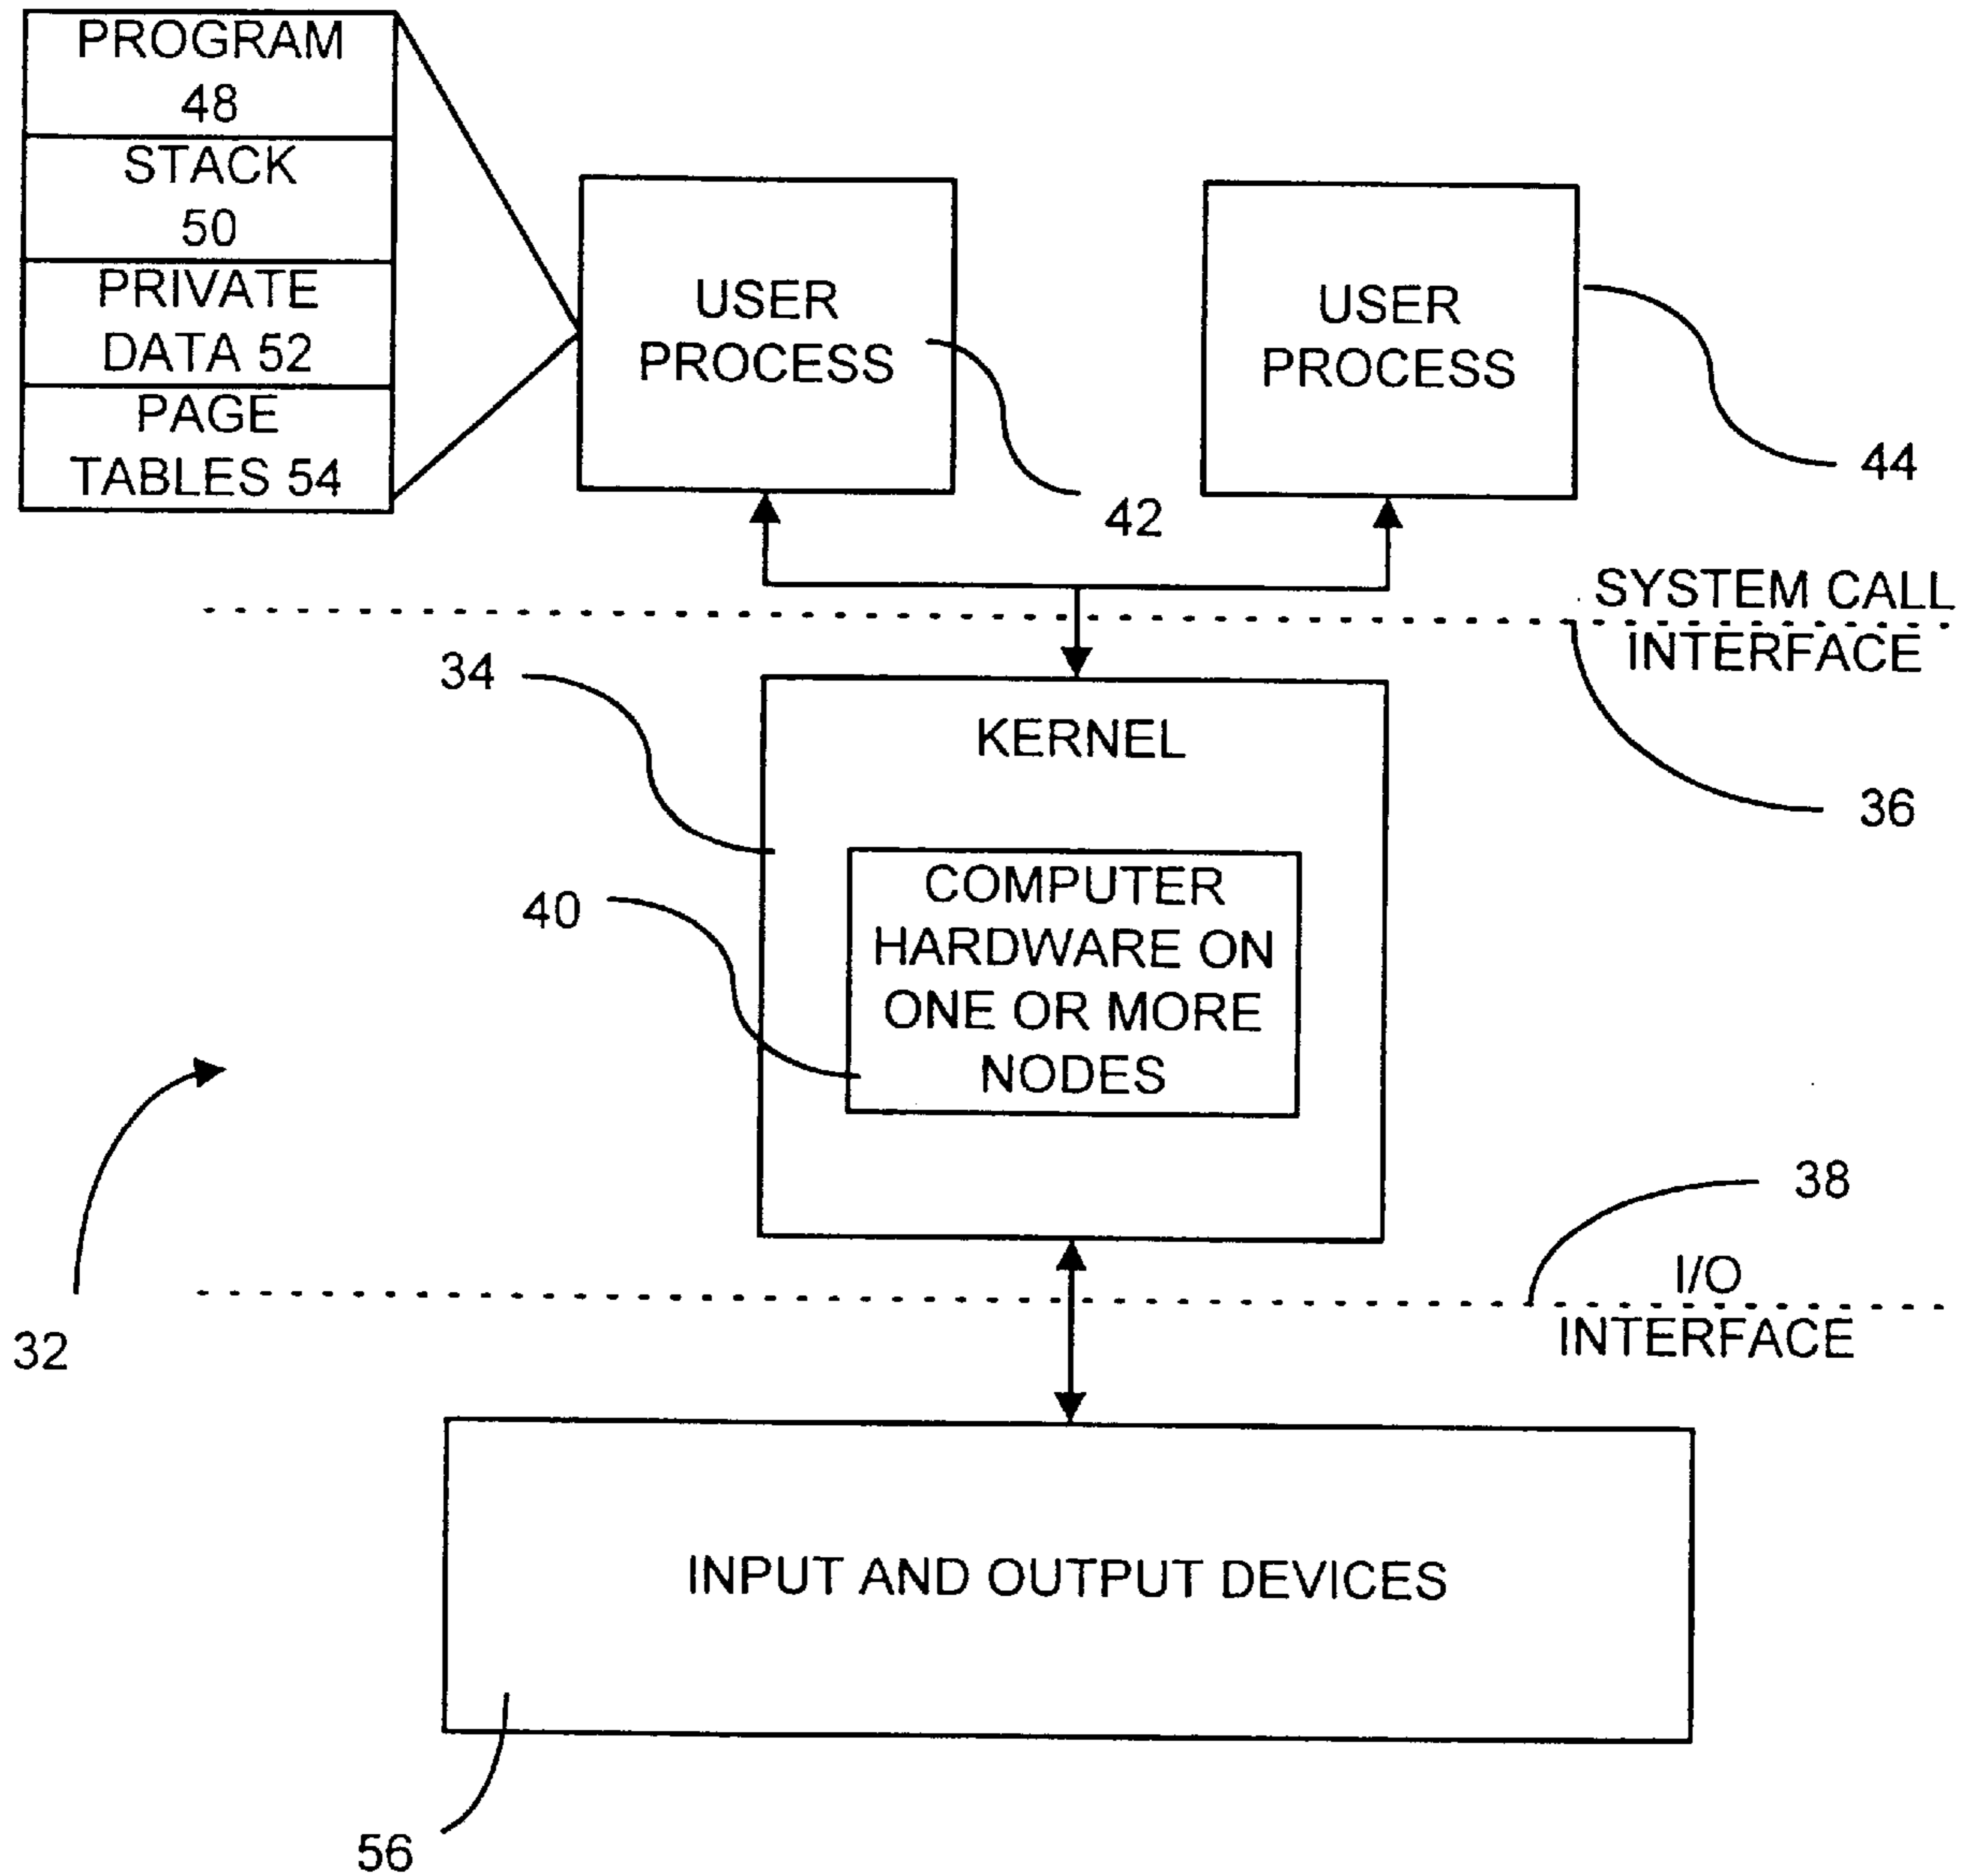 PROGRAM
48
STACK
50
PRIVATE
DATA 52
PAGE
TABLES 54
USER
PROCESS
42
USER
PROCESS
44
SYSTEM CALL
INTERFACE
36
34
KERNEL
40
COMPUTER
HARDWARE ON
ONE OR MORE
NODES
38
I/O
INTERFACE
32
INPUT AND OUTPUT DEVICES
56